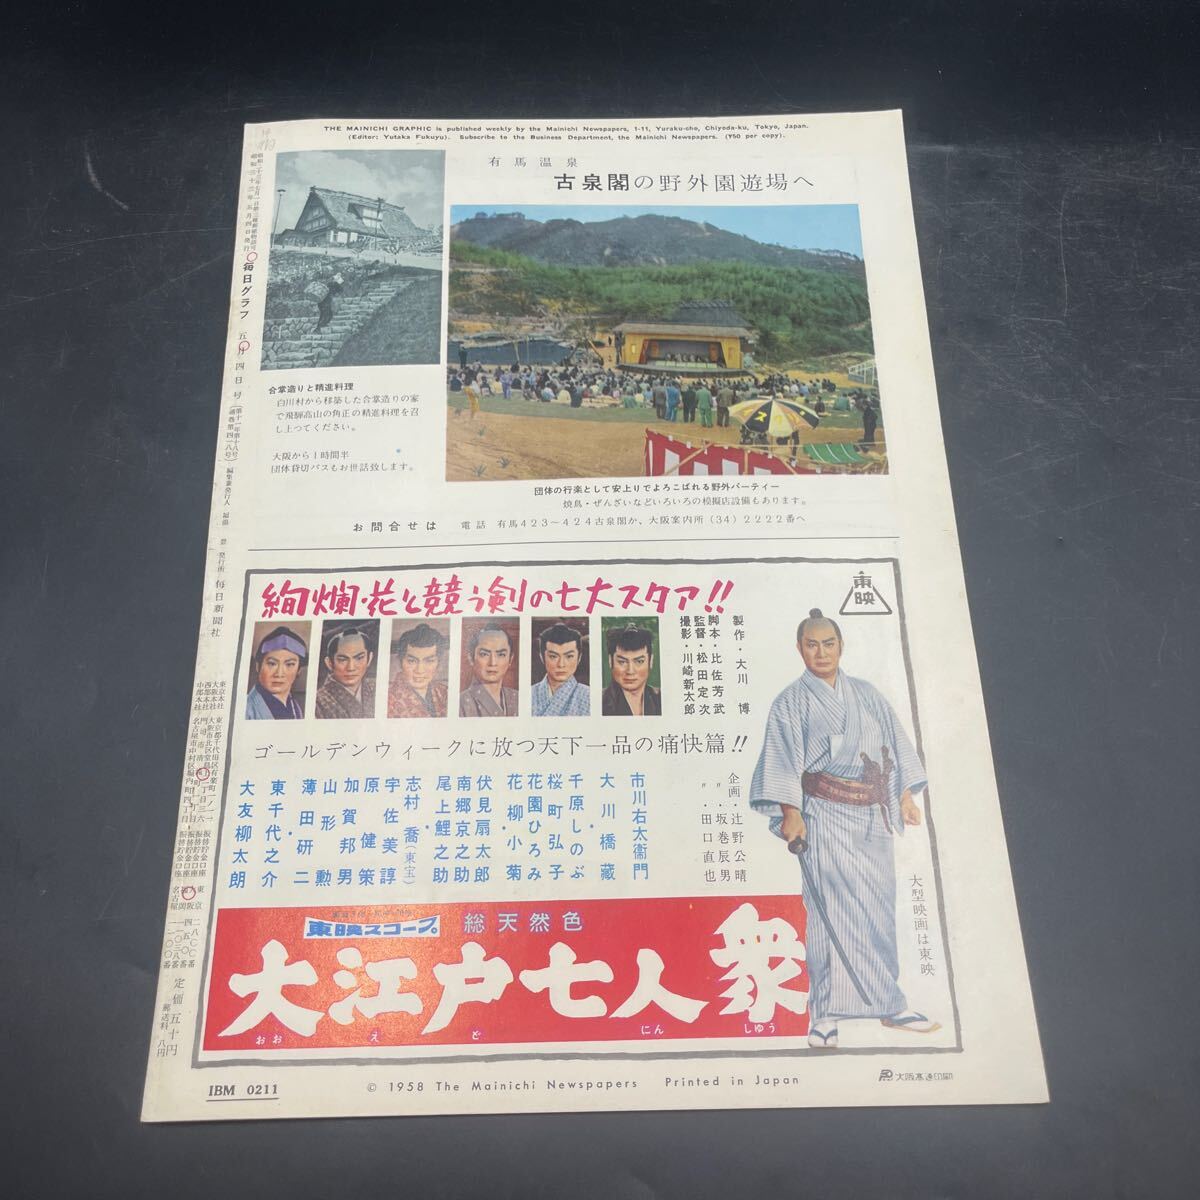 THE MAINICHI GRAPHIC is published weekly by the Mainichi Newspapers, 1-11, Yuraku-cho, Chiyoda-ku, Tokyo, Japan.
(Editor: Yutaka Fukuyu). Subscribe to the Business Department, the Mainichi Newspapers. (¥50 per copy).
有馬温泉
古泉閣の野外園遊場へ
合掌造りと精進料理
白川村から移築した合掌造りの家
で飛騨高山の角正の精進料理を召
し上つてください。
大阪から1時間半
団体貸切バスもお世話致します。
団体の行楽として安上りでよろこばれる野外パーティー
焼鳥・ぜんざいなどいろいろの模擬店設備もあります。
お問合せは 電話 有馬423〜424古泉閣か、大阪案内所(34)2222番へ
毎日グラフ 五月四日号
発行所 毎日新聞社
定価五十円
郵送料 八円
絢爛・花と競う剣の七大スタア!!
東映
製作・大川 博
脚本・比佐芳武
監督・松田定次
撮影・川崎新太郎
ゴールデンウィークに放つ天下一品の痛快篇!!
企画・辻野公晴
〃・坂巻辰男
〃・田口直也
市川右太衛門
大川橋蔵
千原しのぶ
桜町弘子
花園ひろみ
花柳小菊
伏見扇太郎
南郷京之助
尾上鯉之助
志村喬(東宝)
宇佐美淳
原健策
加賀邦男
山形勲
薄田研二
東千代之介
大友柳太朗
大型映画は東映
東映スコープ 総天然色
大江戸七人衆
おお え ど にん しゆう
IBM 0211
© 1958 The Mainichi Newspapers Printed in Japan
大阪高速印刷